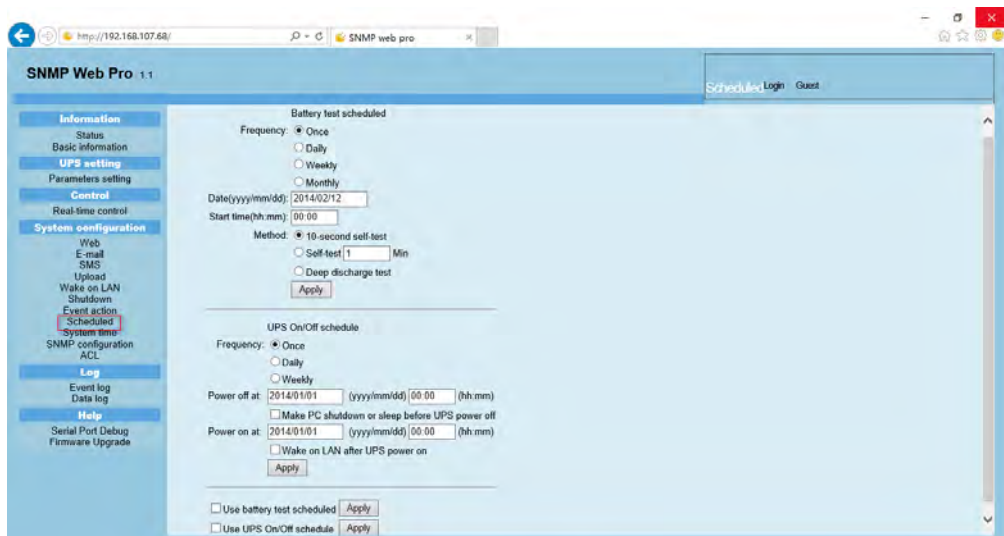 http://192.168.107.68/
SNMP web pro
SNMP Web Pro 1.1
Scheduled Login Guest
Information
Status
Basic information
UPS setting
Parameters setting
Control
Real-time control
System configuration
Web
E-mail
SMS
Upload
Wake on LAN
Shutdown
Event action
Scheduled
System time
SNMP configuration
ACL
Log
Event log
Data log
Help
Serial Port Debug
Firmware Upgrade
Battery test scheduled
Frequency: Once
Daily
Weekly
Monthly
Date(yyyy/mm/dd): 2014/02/12
Start time(hh:mm): 00:00
Method: 10-second self-test
Self-test 1 Min
Deep discharge test
Apply
UPS On/Off schedule
Frequency: Once
Daily
Weekly
Power off at: 2014/01/01 (yyyy/mm/dd) 00:00 (hh:mm)
Make PC shutdown or sleep before UPS power off
Power on at: 2014/01/01 (yyyy/mm/dd) 00:00 (hh:mm)
Wake on LAN after UPS power on
Apply
Use battery test scheduled Apply
Use UPS On/Off schedule Apply